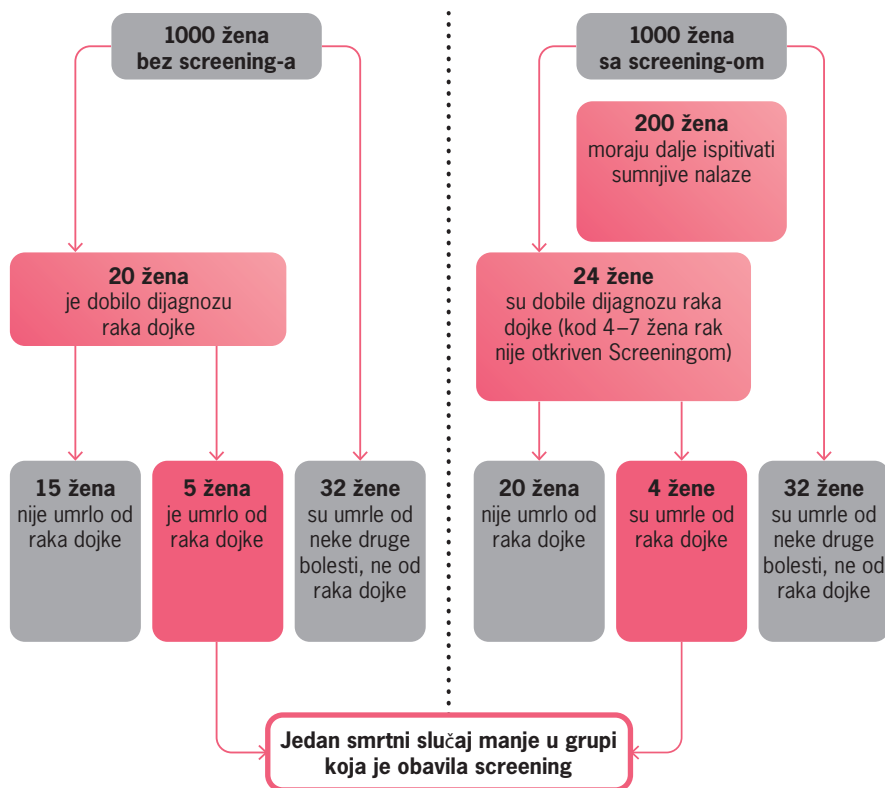 1000 žena
bez screening-a
20 žena
je dobilo dijagnozu
raka dojke
15 žena
nije umrlo od
raka dojke
5 žena
je umrlo od
raka dojke
32 žene
su umrle od
neke druge
bolesti, ne od
raka dojke
1000 žena
sa screening-om
200 žena
moraju dalje ispitivati
sumnjive nalaze
24 žene
su dobile dijagnozu raka
dojke (kod 4–7 žena rak
nije otkriven Screeningom)
20 žena
nije umrlo od
raka dojke
4 žene
su umrle od
raka dojke
32 žene
su umrle od
neke druge
bolesti, ne od
raka dojke
Jedan smrtni slučaj manje u grupi
koja je obavila screening